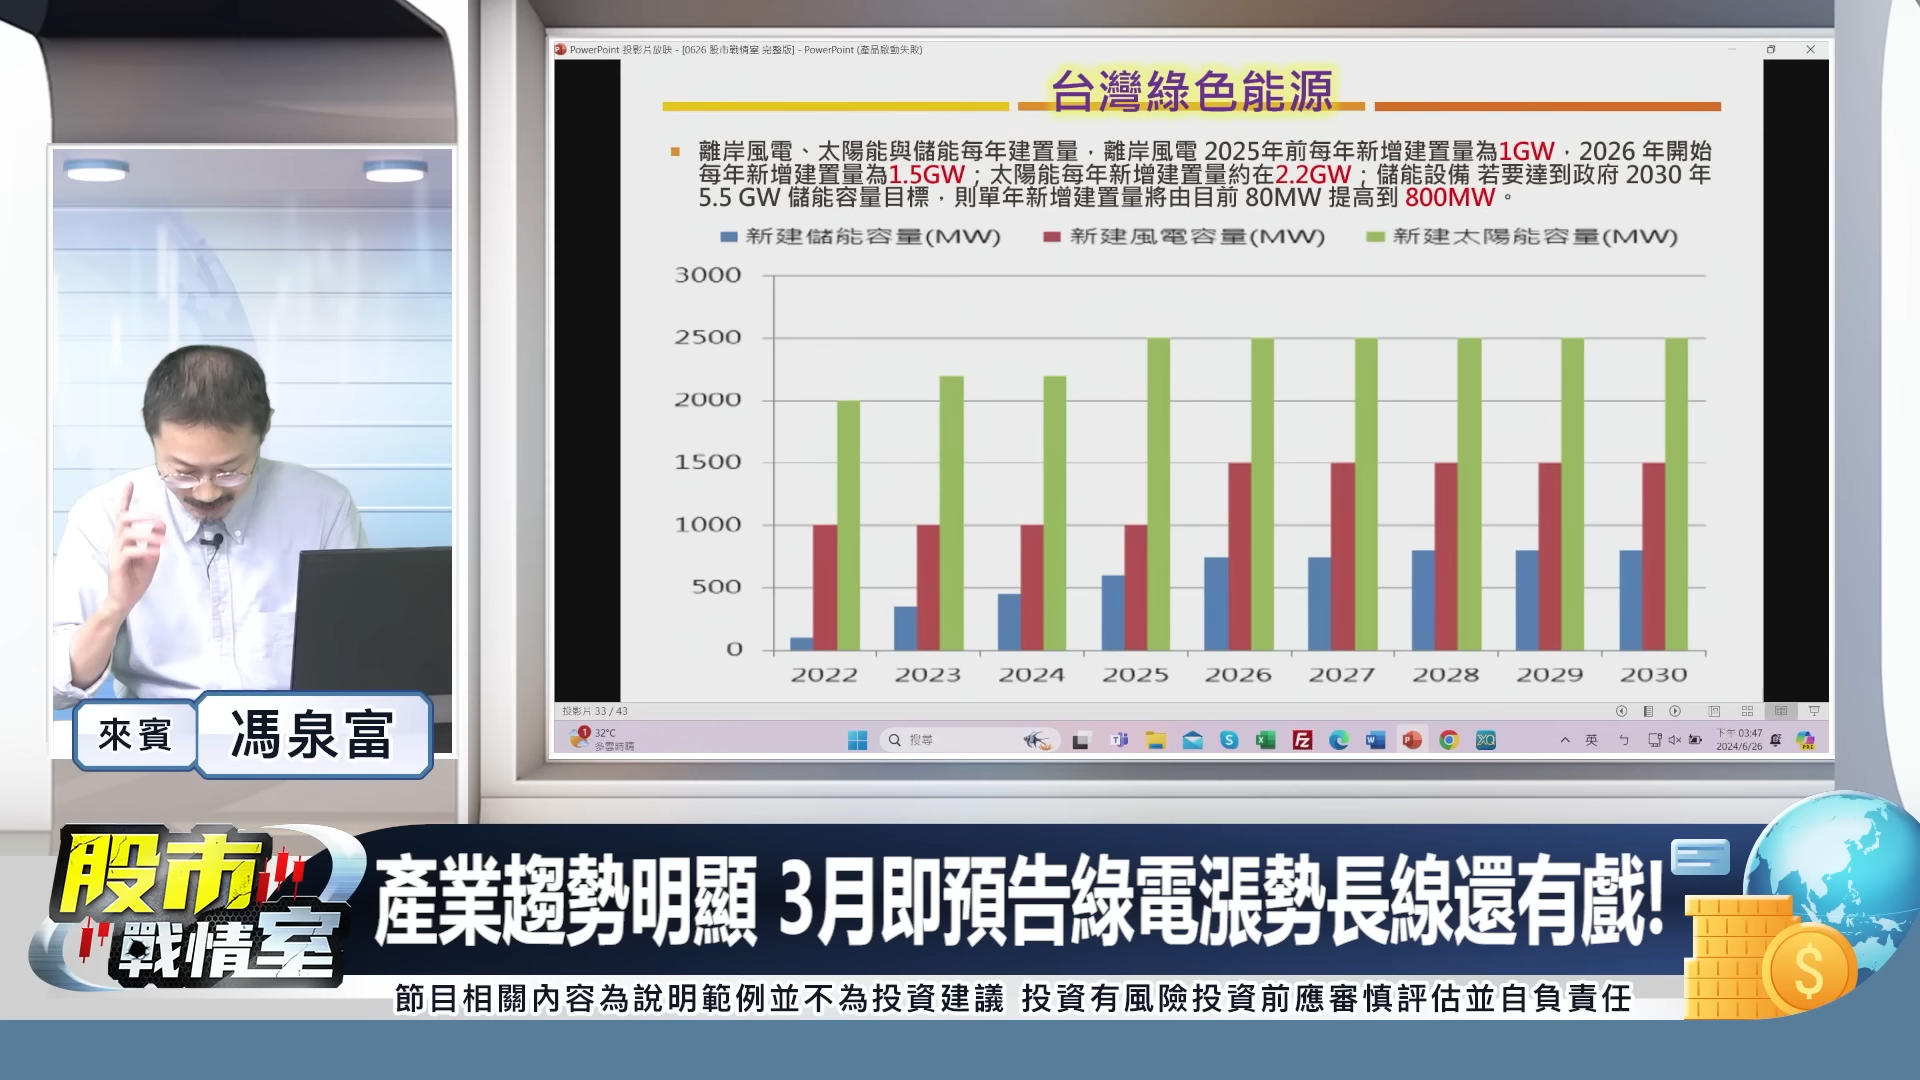 PowerPoint 投影片放映 - [0626 股市戰情室 完整版] - PowerPoint (產品啟動失敗)
台灣綠色能源
離岸風電、太陽能與儲能每年建置量，離岸風電 2025年前每年新增建置量為1GW，2026 年開始
每年新增建置量為1.5GW；太陽能每年新增建置量約在2.2GW；儲能設備 若要達到政府 2030 年
5.5 GW 儲能容量目標，則單年新增建置量將由目前 80MW 提高到 800MW。
新建儲能容量(MW) 新建風電容量(MW) 新建太陽能容量(MW)
3000
2500
2000
1500
1000
500
0
2022 2023 2024 2025 2026 2027 2028 2029 2030
投影片 33 / 43
1 32°C
多雲時晴
搜尋
英 ㄅ
下午 03:47
2024/6/26
來賓 馮泉富
股市
戰情室
產業趨勢明顯 3月即預告綠電漲勢長線還有戲!
節目相關內容為說明範例並不為投資建議 投資有風險投資前應審慎評估並自負責任